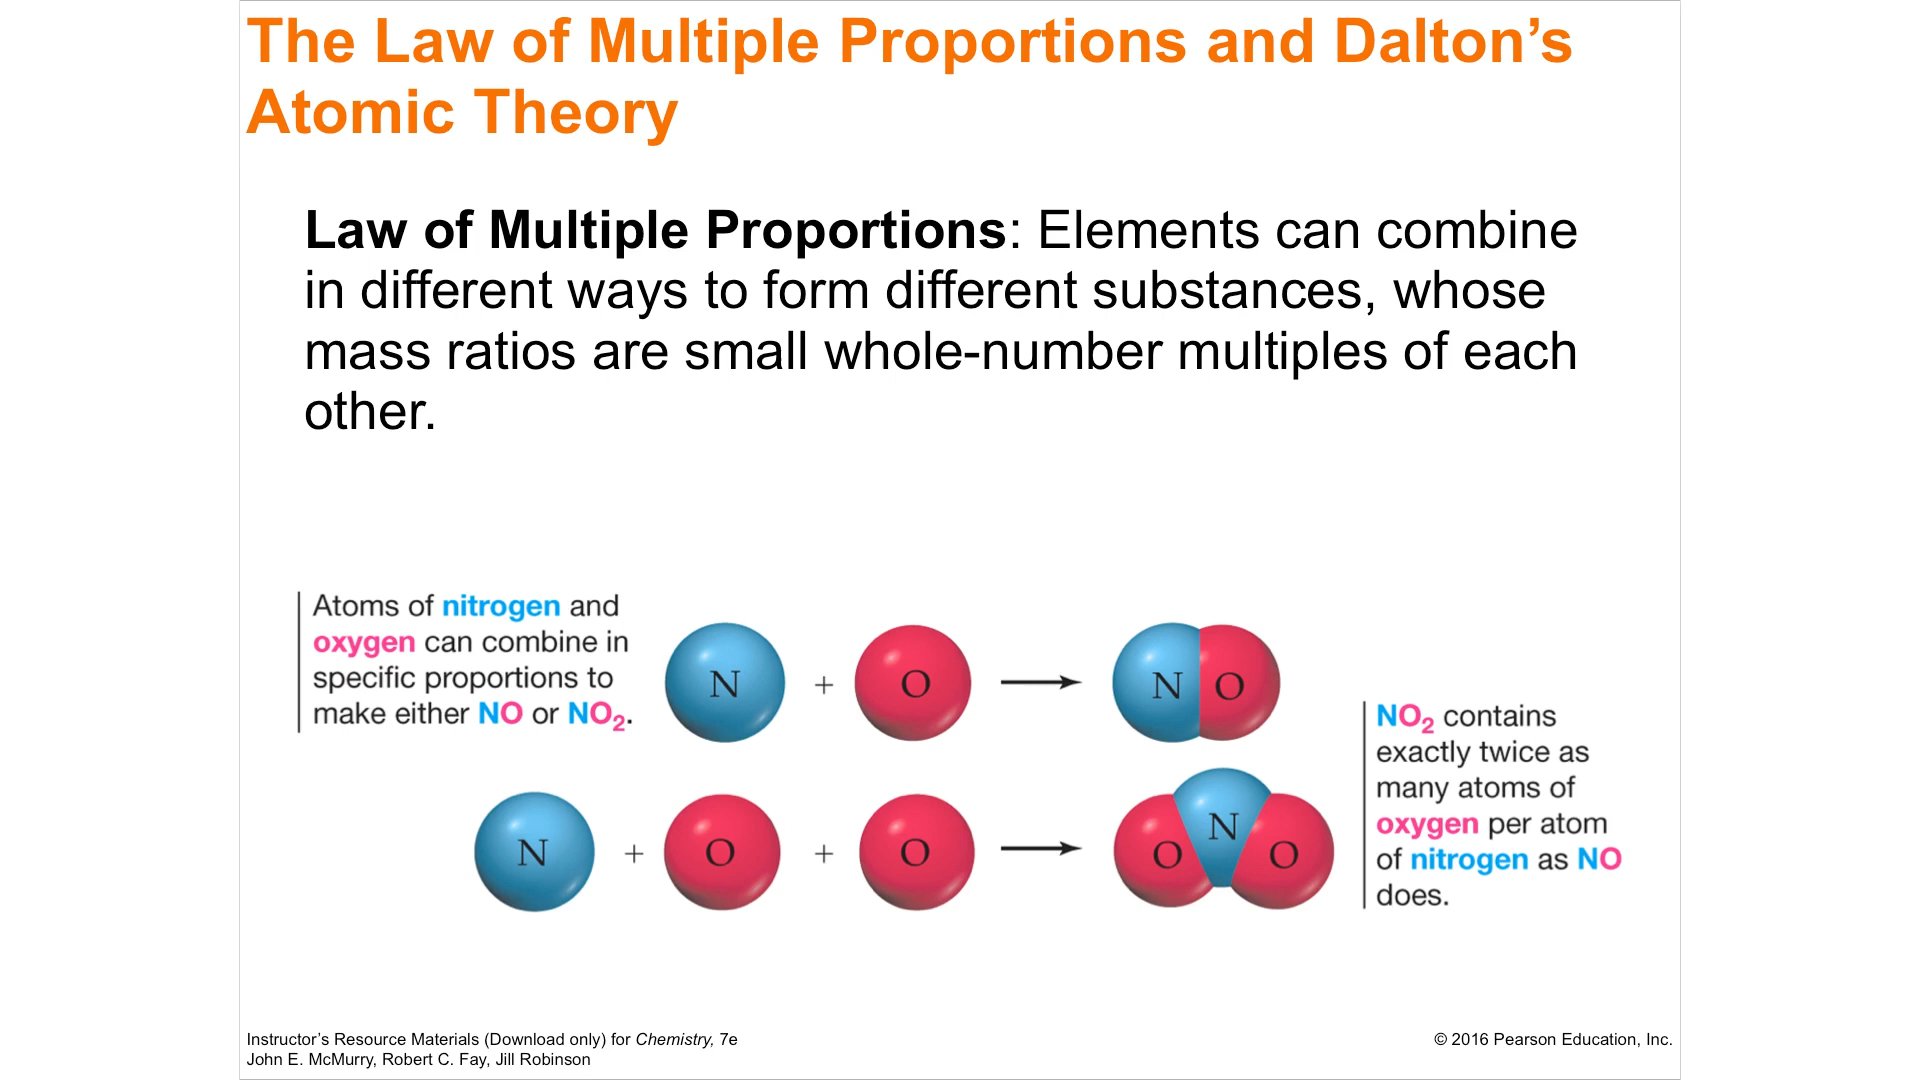 The Law of Multiple Proportions and Dalton’s
Atomic Theory
Law of Multiple Proportions: Elements can combine
in different ways to form different substances, whose
mass ratios are small whole-number multiples of each
other.
Atoms of nitrogen and
oxygen can combine in
specific proportions to
make either NO or NO₂.
N + O → N O
NO₂ contains
exactly twice as
many atoms of
oxygen per atom
of nitrogen as NO
does.
N + O + O → O N O
Instructor’s Resource Materials (Download only) for Chemistry, 7e
John E. McMurry, Robert C. Fay, Jill Robinson
© 2016 Pearson Education, Inc.